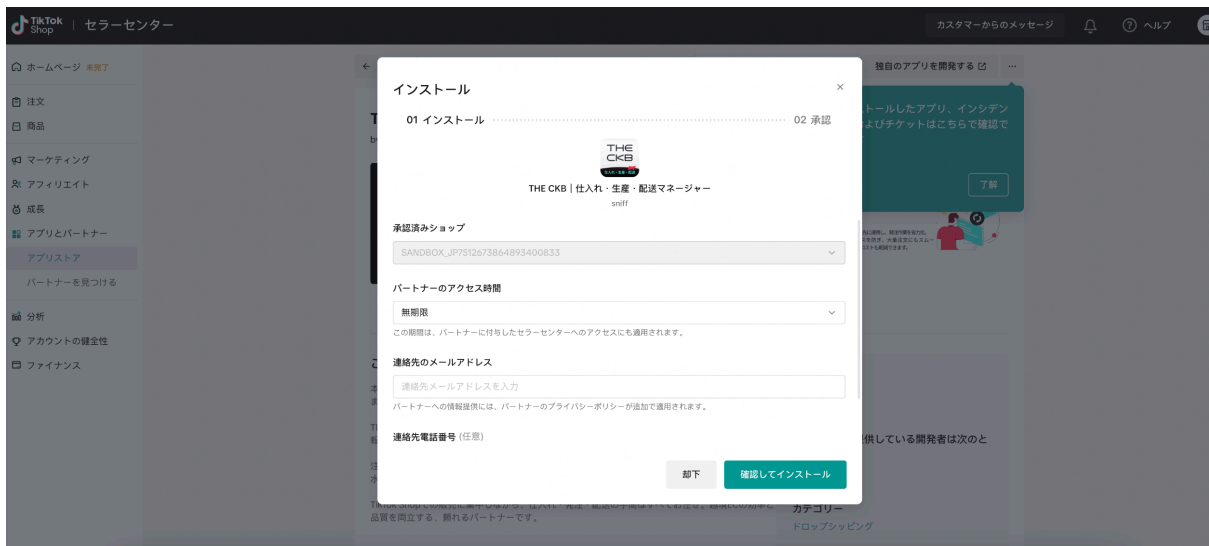 TikTok
Shop
セラーセンター
カスタマーからのメッセージ
ヘルプ
ホームページ 未完了
注文
商品
マーケティング
アフィリエイト
成長
アプリとパートナー
アプリストア
パートナーを見つける
分析
アカウントの健全性
ファイナンス
独自のアプリを開発する
トールしたアプリ、インシデン
よびチケットはこちらで確認で
了解
インストール
01 インストール
02 承認
THE
CKB
仕入れ・生産・配送
THE CKB｜仕入れ・生産・配送マネージャー
sniff
承認済みショップ
SANDBOX_JP7512673864893400833
パートナーのアクセス時間
無期限
この期間は、パートナーに付与したセラーセンターへのアクセスにも適用されます。
連絡先のメールアドレス
連絡先メールアドレスを入力
パートナーへの情報提供には、パートナーのプライバシーポリシーが追加で適用されます。
連絡先電話番号 (任意)
却下
確認してインストール
供している開発者は次のと
品質を両立する、頼れるパートナーです。
カテゴリー
ドロップシッピング